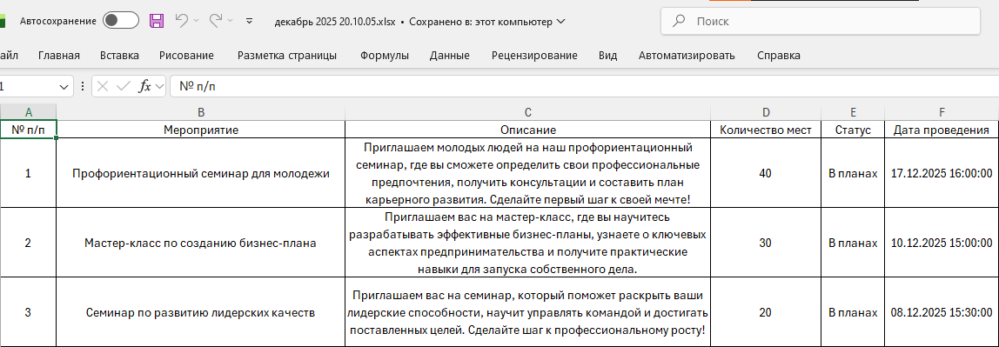 Автосохранение
декабрь 2025 20.10.05.xlsx • Сохранено в: этот компьютер
Поиск
айл Главная Вставка Рисование Разметка страницы Формулы Данные Рецензирование Вид Автоматизировать Справка
1 fx № п/п
A B C D E F
№ п/п Мероприятие Описание Количество мест Статус Дата проведения
Приглашаем молодых людей на наш профориентационный
семинар, где вы сможете определить свои профессиональные
предпочтения, получить консультации и составить план
карьерного развития. Сделайте первый шаг к своей мечте!
1 Профориентационный семинар для молодежи 40 В планах 17.12.2025 16:00:00
Приглашаем вас на мастер-класс, где вы научитесь
разрабатывать эффективные бизнес-планы, узнаете о ключевых
аспектах предпринимательства и получите практические
навыки для запуска собственного дела.
2 Мастер-класс по созданию бизнес-плана 30 В планах 10.12.2025 15:00:00
Приглашаем вас на семинар, который поможет раскрыть ваши
лидерские способности, научит управлять командой и достигать
поставленных целей. Сделайте шаг к профессиональному росту!
3 Семинар по развитию лидерских качеств 20 В планах 08.12.2025 15:30:00